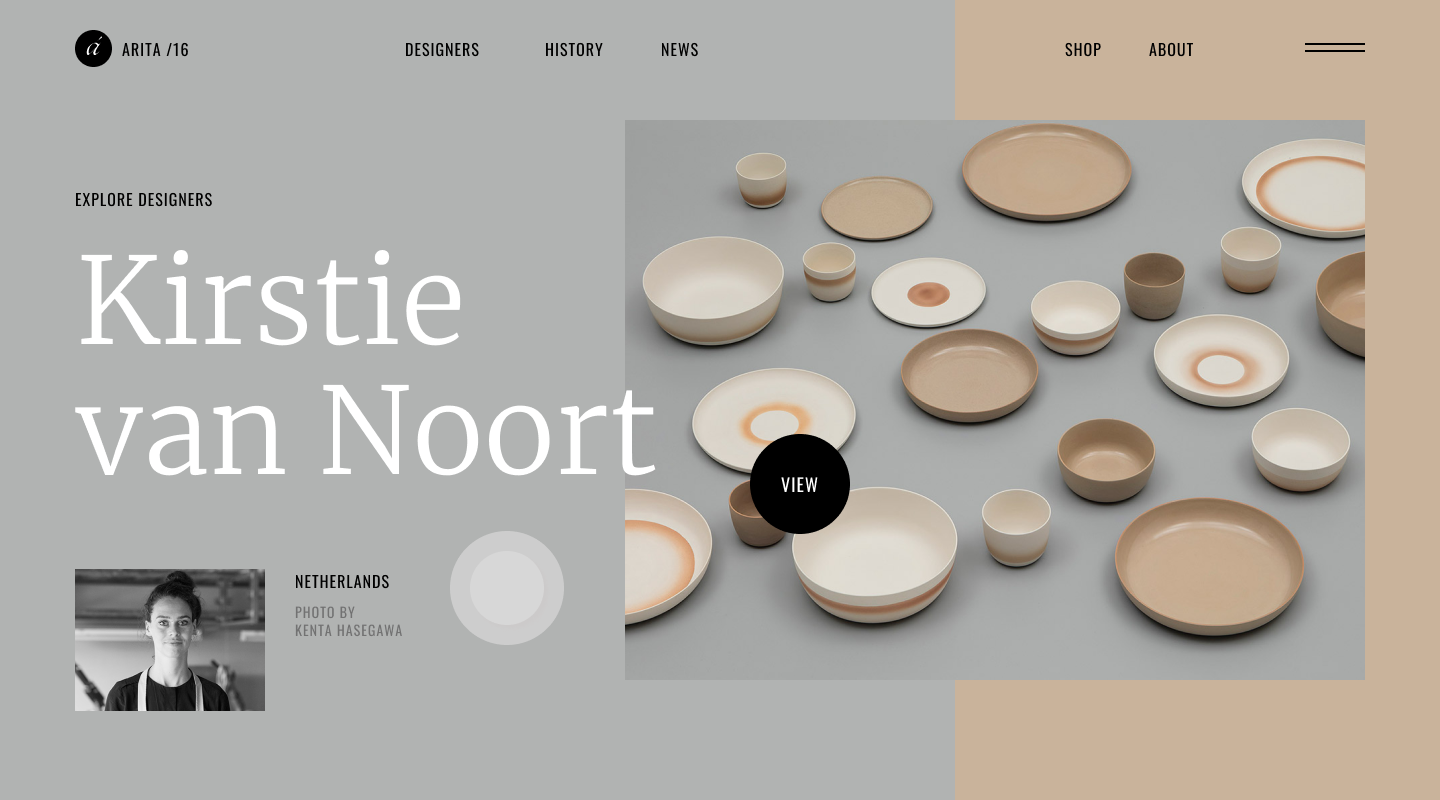 á ARITA /16
DESIGNERS
HISTORY
NEWS
SHOP
ABOUT
EXPLORE DESIGNERS
Kirstie
van Noort
VIEW
NETHERLANDS
PHOTO BY
KENTA HASEGAWA